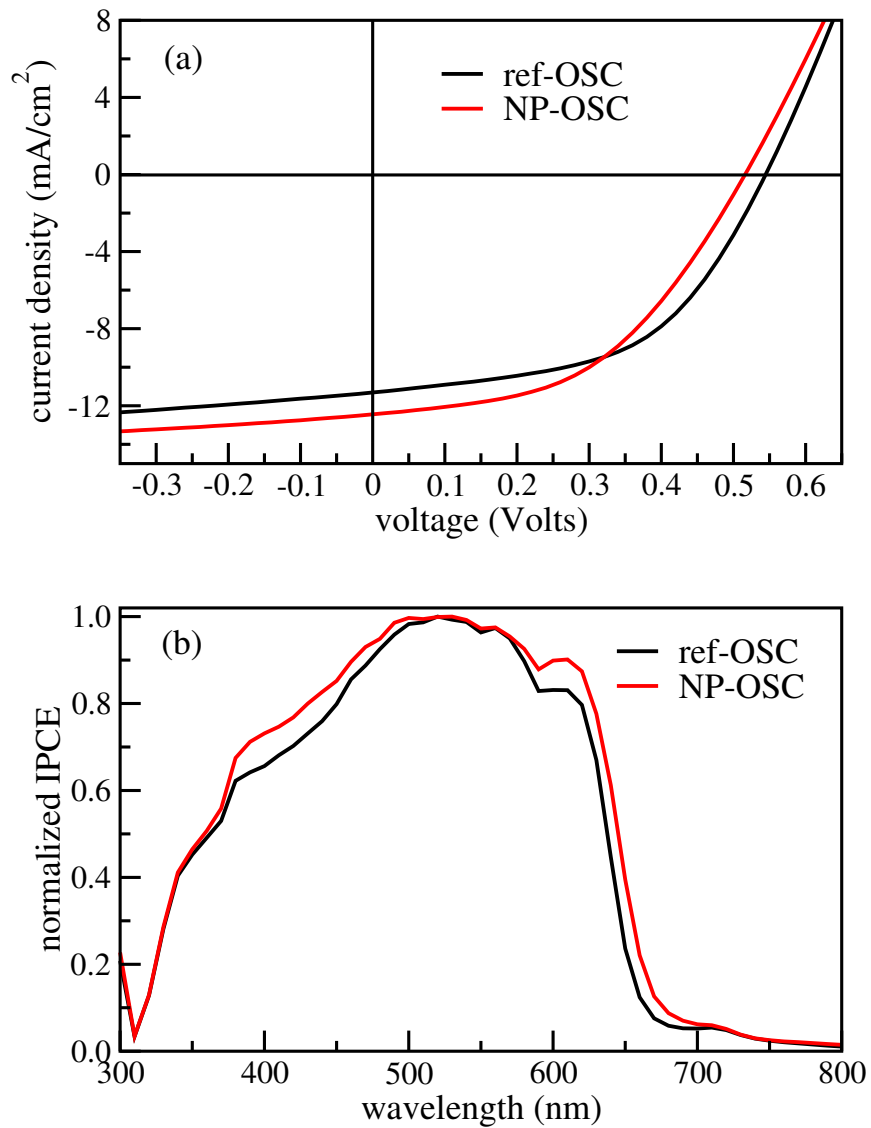 (a)
ref-OSC
NP-OSC
current density (mA/cm²)
8
4
0
-4
-8
-12
-0.3 -0.2 -0.1 0 0.1 0.2 0.3 0.4 0.5 0.6
voltage (Volts)
(b)
ref-OSC
NP-OSC
normalized IPCE
1.0
0.8
0.6
0.4
0.2
0.0
300 400 500 600 700 800
wavelength (nm)